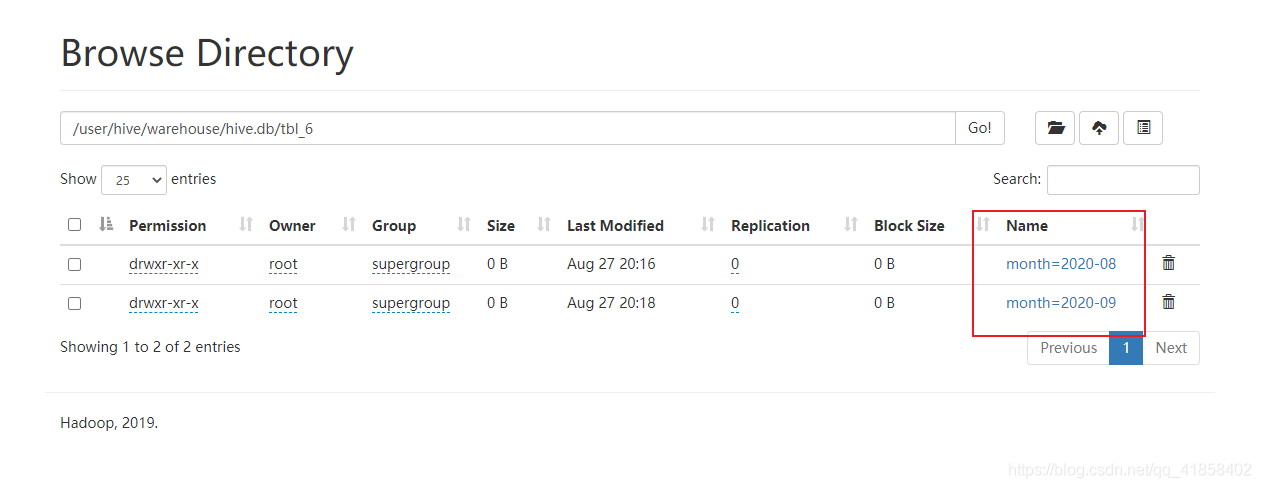 Browse Directory
/user/hive/warehouse/hive.db/tbl_6 Go!
Show 25 entries Search:
Permission Owner Group Size Last Modified Replication Block Size Name
drwxr-xr-x root supergroup 0 B Aug 27 20:16 0 0 B month=2020-08
drwxr-xr-x root supergroup 0 B Aug 27 20:18 0 0 B month=2020-09
Showing 1 to 2 of 2 entries Previous 1 Next
Hadoop, 2019.
https://blog.csdn.net/qq_41858402